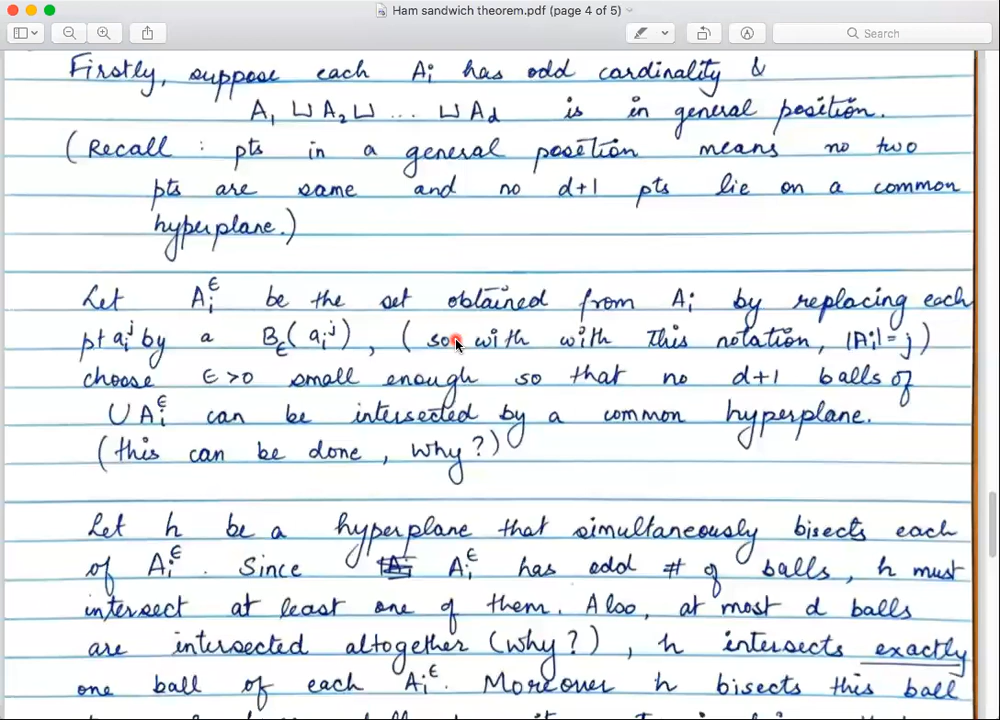 Ham sandwich theorem.pdf (page 4 of 5)
Search
Firstly, suppose each Ai has odd cardinality &
A1 ⊔ A2 ⊔ ... ⊔ Ad is in general position.
(Recall : pts in a general position means no two
pts are same and no d+1 pts lie on a common
hyperplane.)
Let Ai^ϵ be the set obtained from Ai by replacing each
pt ai^j by a Bϵ(ai^j), (so with with this notation, |Ai| = j)
choose ϵ>0 small enough so that no d+1 balls of
∪Ai^ϵ can be intersected by a common hyperplane.
(this can be done, why?)
Let h be a hyperplane that simultaneously bisects each
of Ai^ϵ. Since Ai^ϵ has odd # of balls, h must
intersect at least one of them. Also, at most d balls
are intersected altogether (why?), h intersects exactly
one ball of each Ai^ϵ. Moreover h bisects this ball